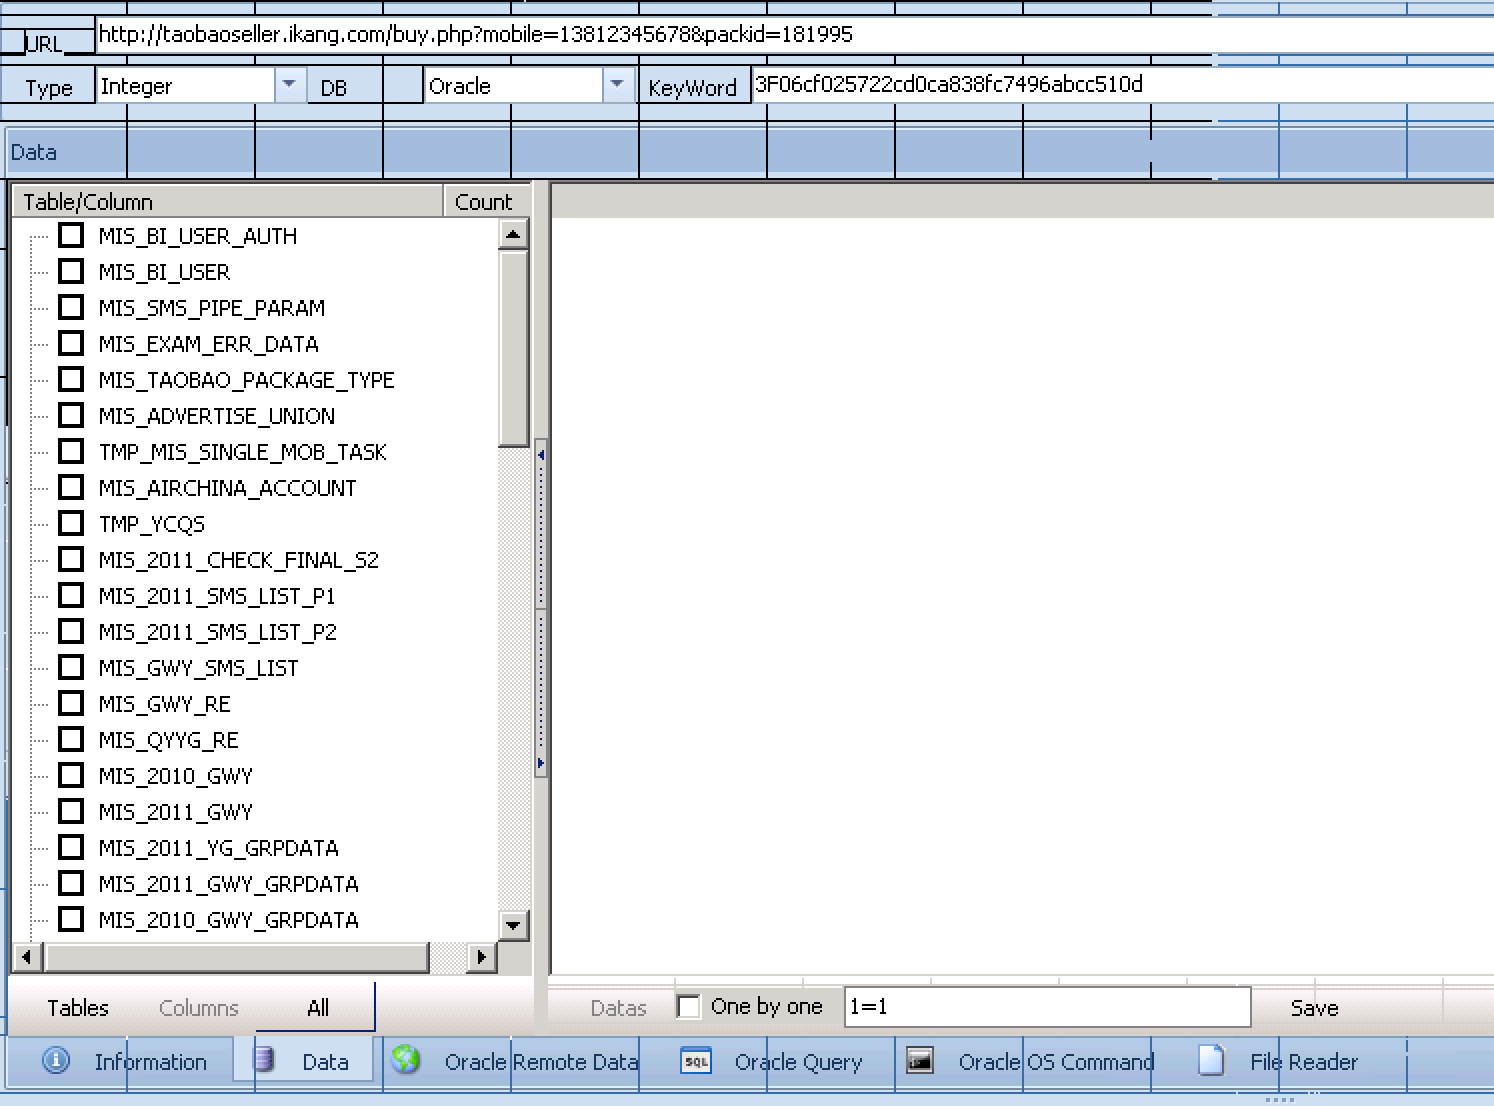 URL http://taobaoseller.ikang.com/buy.php?mobile=13812345678&packid=181995
Type Integer DB Oracle KeyWord 3F06cf025722cd0ca838fc7496abcc510d
Data
Table/Column Count
MIS_BI_USER_AUTH
MIS_BI_USER
MIS_SMS_PIPE_PARAM
MIS_EXAM_ERR_DATA
MIS_TAOBAO_PACKAGE_TYPE
MIS_ADVERTISE_UNION
TMP_MIS_SINGLE_MOB_TASK
MIS_AIRCHINA_ACCOUNT
TMP_YCQS
MIS_2011_CHECK_FINAL_S2
MIS_2011_SMS_LIST_P1
MIS_2011_SMS_LIST_P2
MIS_GWY_SMS_LIST
MIS_GWY_RE
MIS_QYYG_RE
MIS_2010_GWY
MIS_2011_GWY
MIS_2011_YG_GRPDATA
MIS_2011_GWY_GRPDATA
MIS_2010_GWY_GRPDATA
Tables Columns All Datas One by one 1=1 Save
Information Data Oracle Remote Data SQL Oracle Query Oracle OS Command File Reader